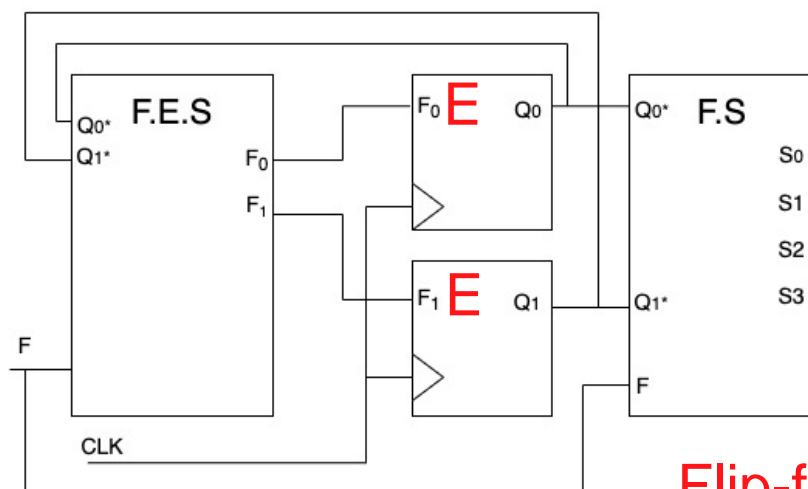 F.E.S
Q0*
Q1*
F0
F1
F
CLK
F0 E Q0
F1 E Q1
Q0* F.S
S0
S1
S2
S3
Q1*
F